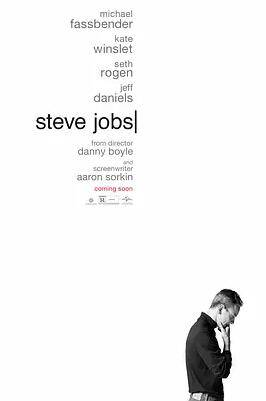 michael
fassbender
kate
winslet
seth
rogen
jeff
daniels
steve jobs|
from director
danny boyle
and
screenwriter
aaron sorkin
coming soon